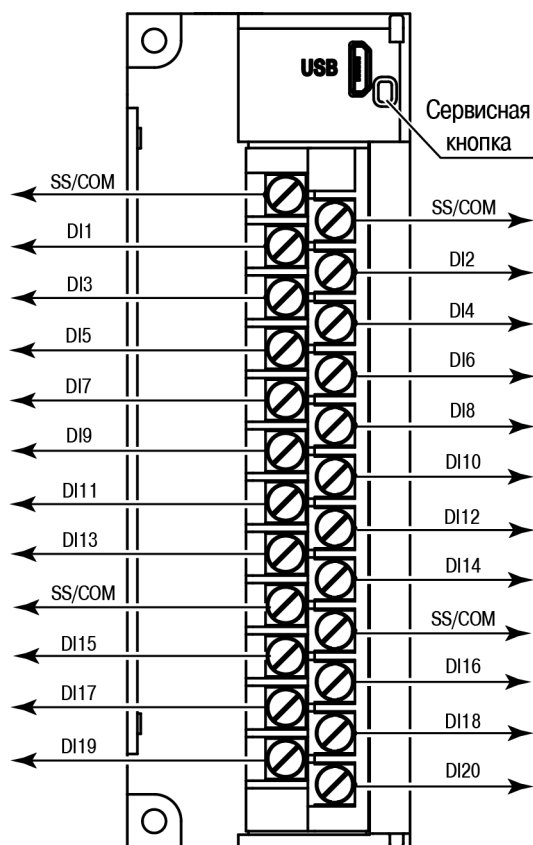 USB
Сервисная
кнопка
SS/COM
SS/COM
DI1
DI2
DI3
DI4
DI5
DI6
DI7
DI8
DI9
DI10
DI11
DI12
DI13
DI14
SS/COM
SS/COM
DI15
DI16
DI17
DI18
DI19
DI20